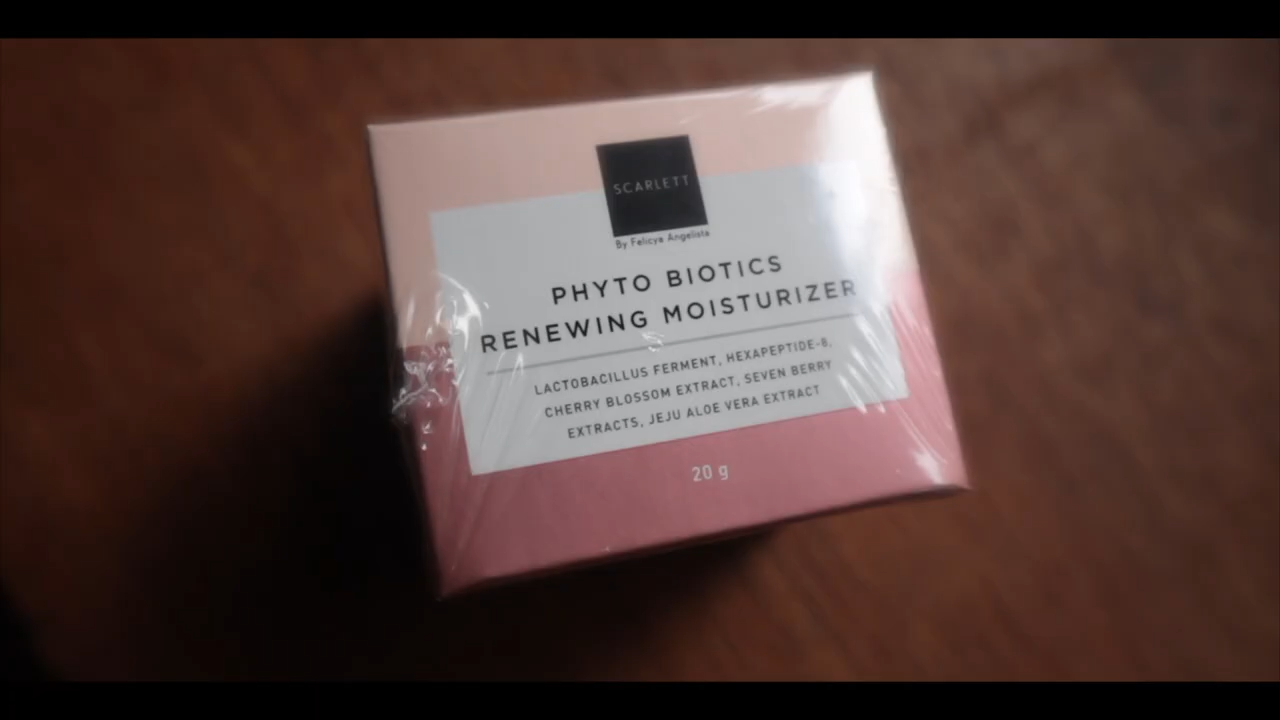 SCARLETT
By Felicya Angelista
PHYTO BIOTICS
RENEWING MOISTURIZER
LACTOBACILLUS FERMENT, HEXAPEPTIDE-8,
CHERRY BLOSSOM EXTRACT, SEVEN BERRY
EXTRACTS, JEJU ALOE VERA EXTRACT
20 g